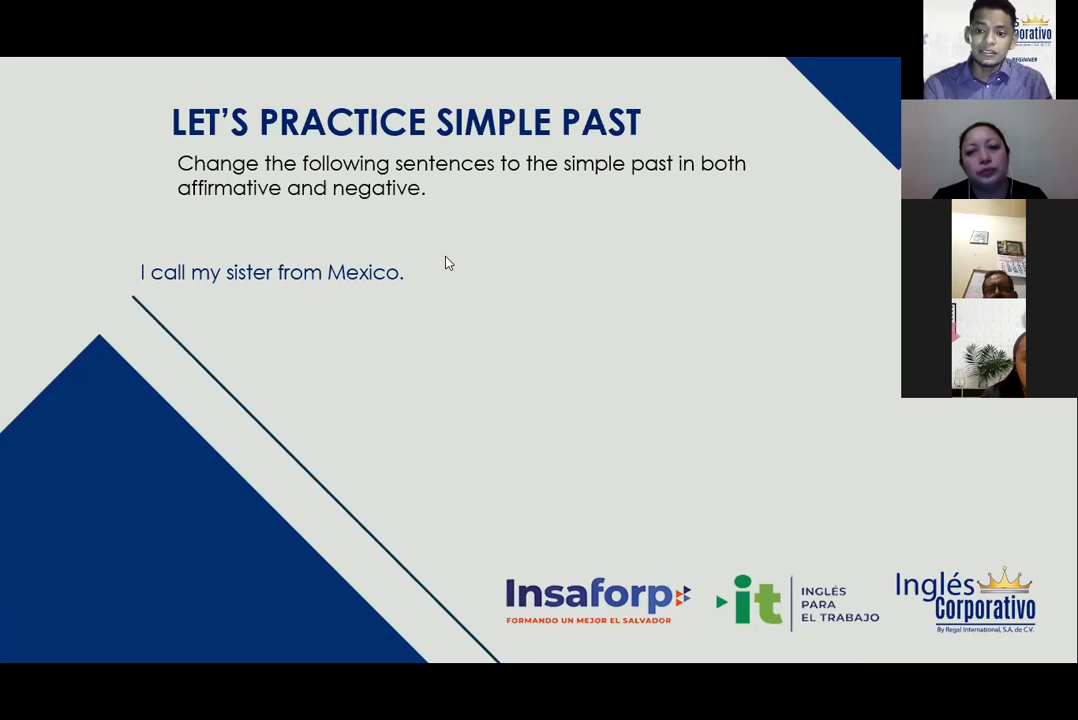 LET'S PRACTICE SIMPLE PAST
Change the following sentences to the simple past in both
affirmative and negative.
I call my sister from Mexico.
Insaforp
FORMANDO UN MEJOR EL SALVADOR
it
INGLÉS
PARA
EL TRABAJO
Inglés
Corporativo
By Regal International, S.A. de C.V.
BEGINNER